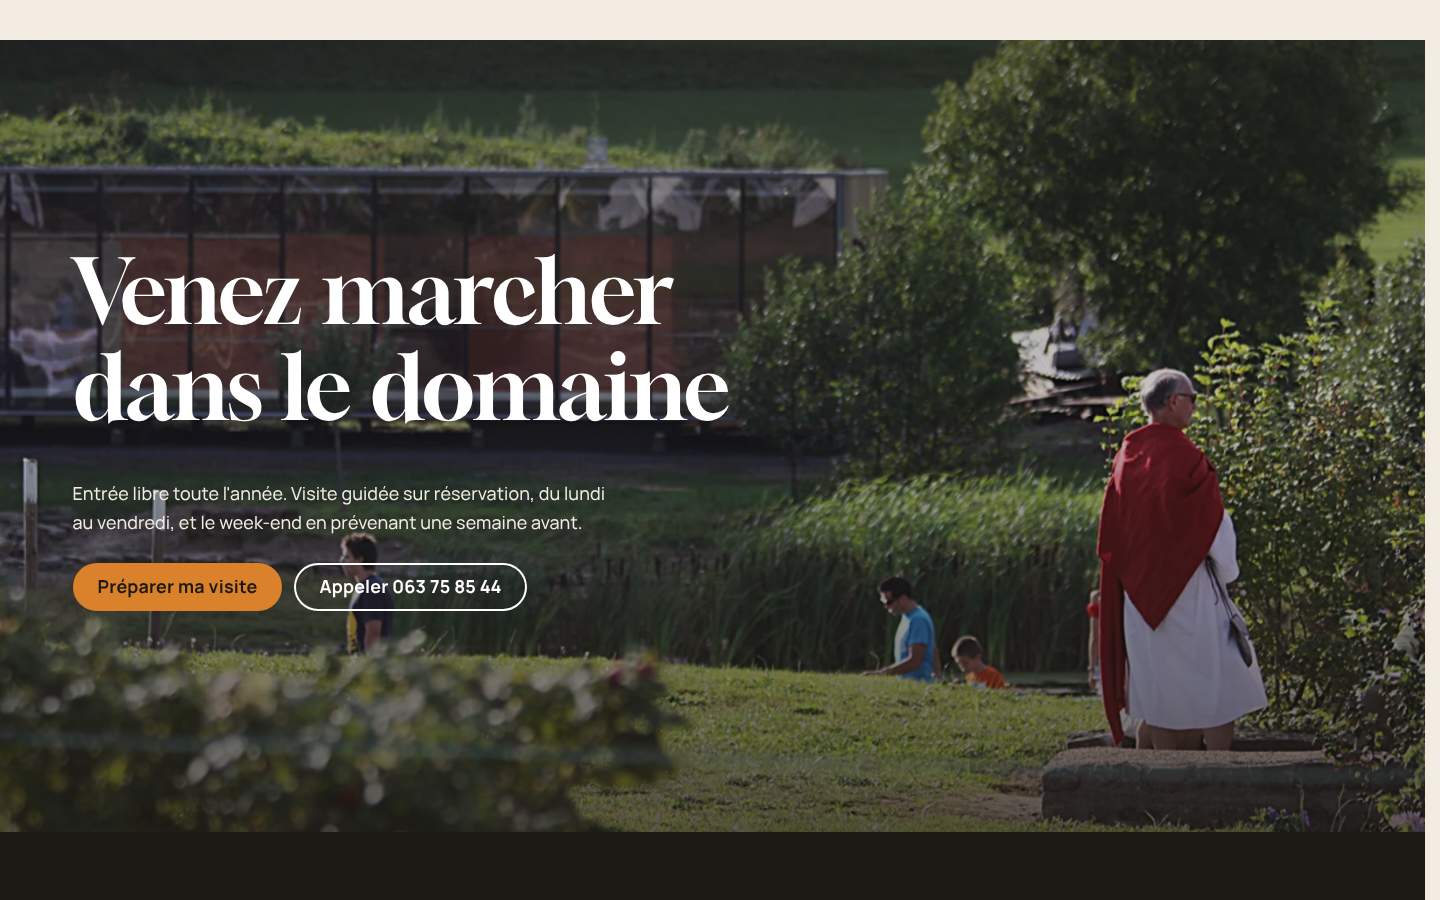 Venez marcher
dans le domaine
Entrée libre toute l'année. Visite guidée sur réservation, du lundi
au vendredi, et le week-end en prévenant une semaine avant.
Préparer ma visite
Appeler 063 75 85 44